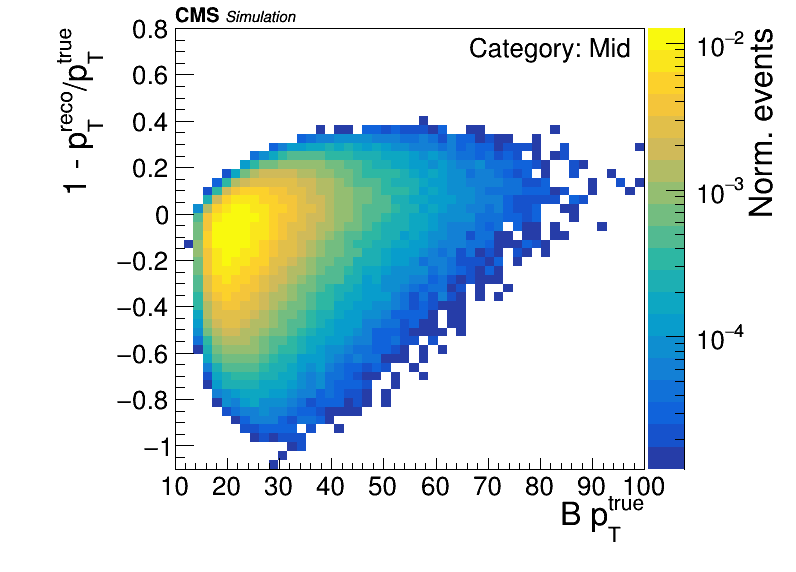 CMS Simulation
Category: Mid
1 - p_T^reco/p_T^true
0.8
0.6
0.4
0.2
0
−0.2
−0.4
−0.6
−0.8
−1
10 20 30 40 50 60 70 80 90 100
B p_T^true
10^−2
10^−3
10^−4
Norm. events